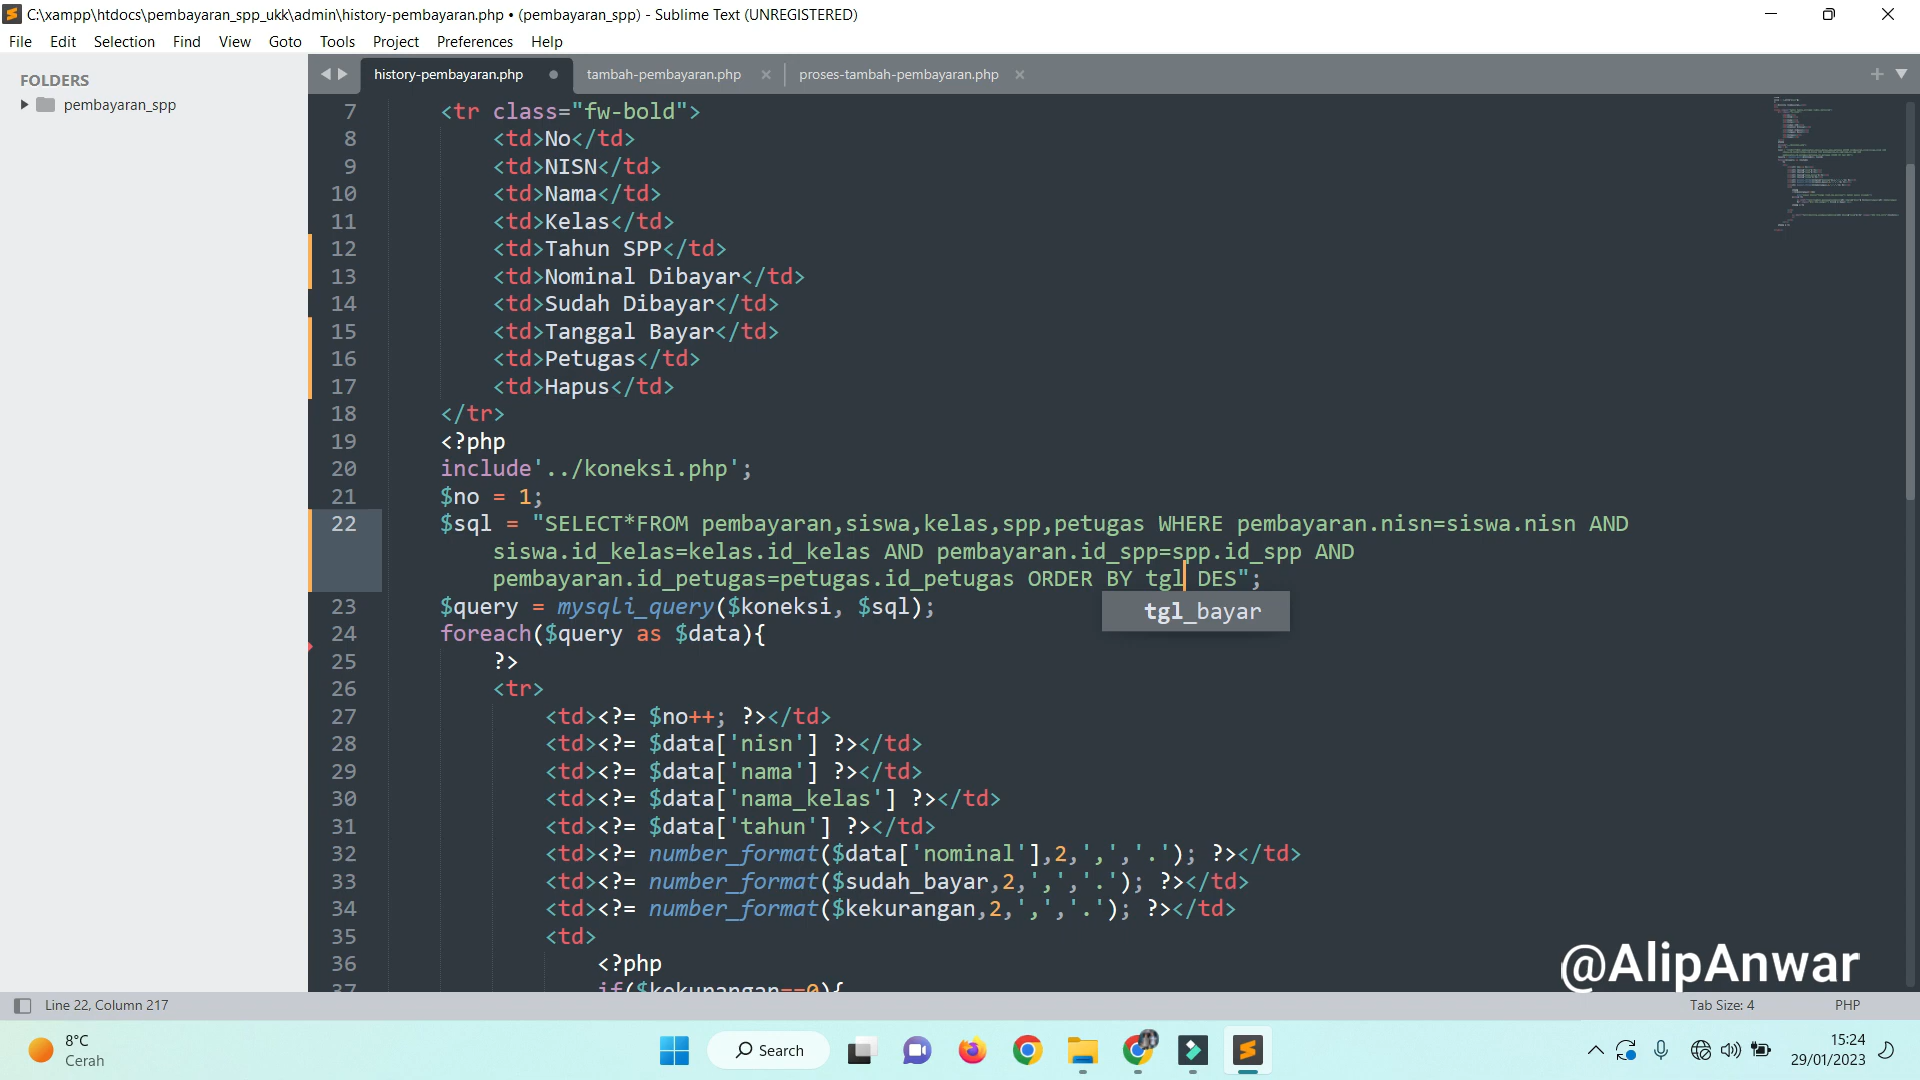 C:\xampp\htdocs\pembayaran_spp_ukk\admin\history-pembayaran.php • (pembayaran_spp) - Sublime Text (UNREGISTERED)
File Edit Selection Find View Goto Tools Project Preferences Help
FOLDERS
pembayaran_spp
history-pembayaran.php tambah-pembayaran.php proses-tambah-pembayaran.php
7 <tr class="fw-bold">
8 <td>No</td>
9 <td>NISN</td>
10 <td>Nama</td>
11 <td>Kelas</td>
12 <td>Tahun SPP</td>
13 <td>Nominal Dibayar</td>
14 <td>Sudah Dibayar</td>
15 <td>Tanggal Bayar</td>
16 <td>Petugas</td>
17 <td>Hapus</td>
18 </tr>
19 <?php
20 include'../koneksi.php';
21 $no = 1;
22 $sql = "SELECT*FROM pembayaran,siswa,kelas,spp,petugas WHERE pembayaran.nisn=siswa.nisn AND
siswa.id_kelas=kelas.id_kelas AND pembayaran.id_spp=spp.id_spp AND
pembayaran.id_petugas=petugas.id_petugas ORDER BY tgl DES";
23 $query = mysqli_query($koneksi, $sql);
tgl_bayar
24 foreach($query as $data){
25 ?>
26 <tr>
27 <td><?= $no++; ?></td>
28 <td><?= $data['nisn'] ?></td>
29 <td><?= $data['nama'] ?></td>
30 <td><?= $data['nama_kelas'] ?></td>
31 <td><?= $data['tahun'] ?></td>
32 <td><?= number_format($data['nominal'],2,',','.'); ?></td>
33 <td><?= number_format($sudah_bayar,2,',','.'); ?></td>
34 <td><?= number_format($kekurangan,2,',','.'); ?></td>
35 <td>
36 <?php
37 if($kekurangan==0){
@AlipAnwar
Line 22, Column 217 Tab Size: 4 PHP
8°C
Cerah
Search
15:24
29/01/2023